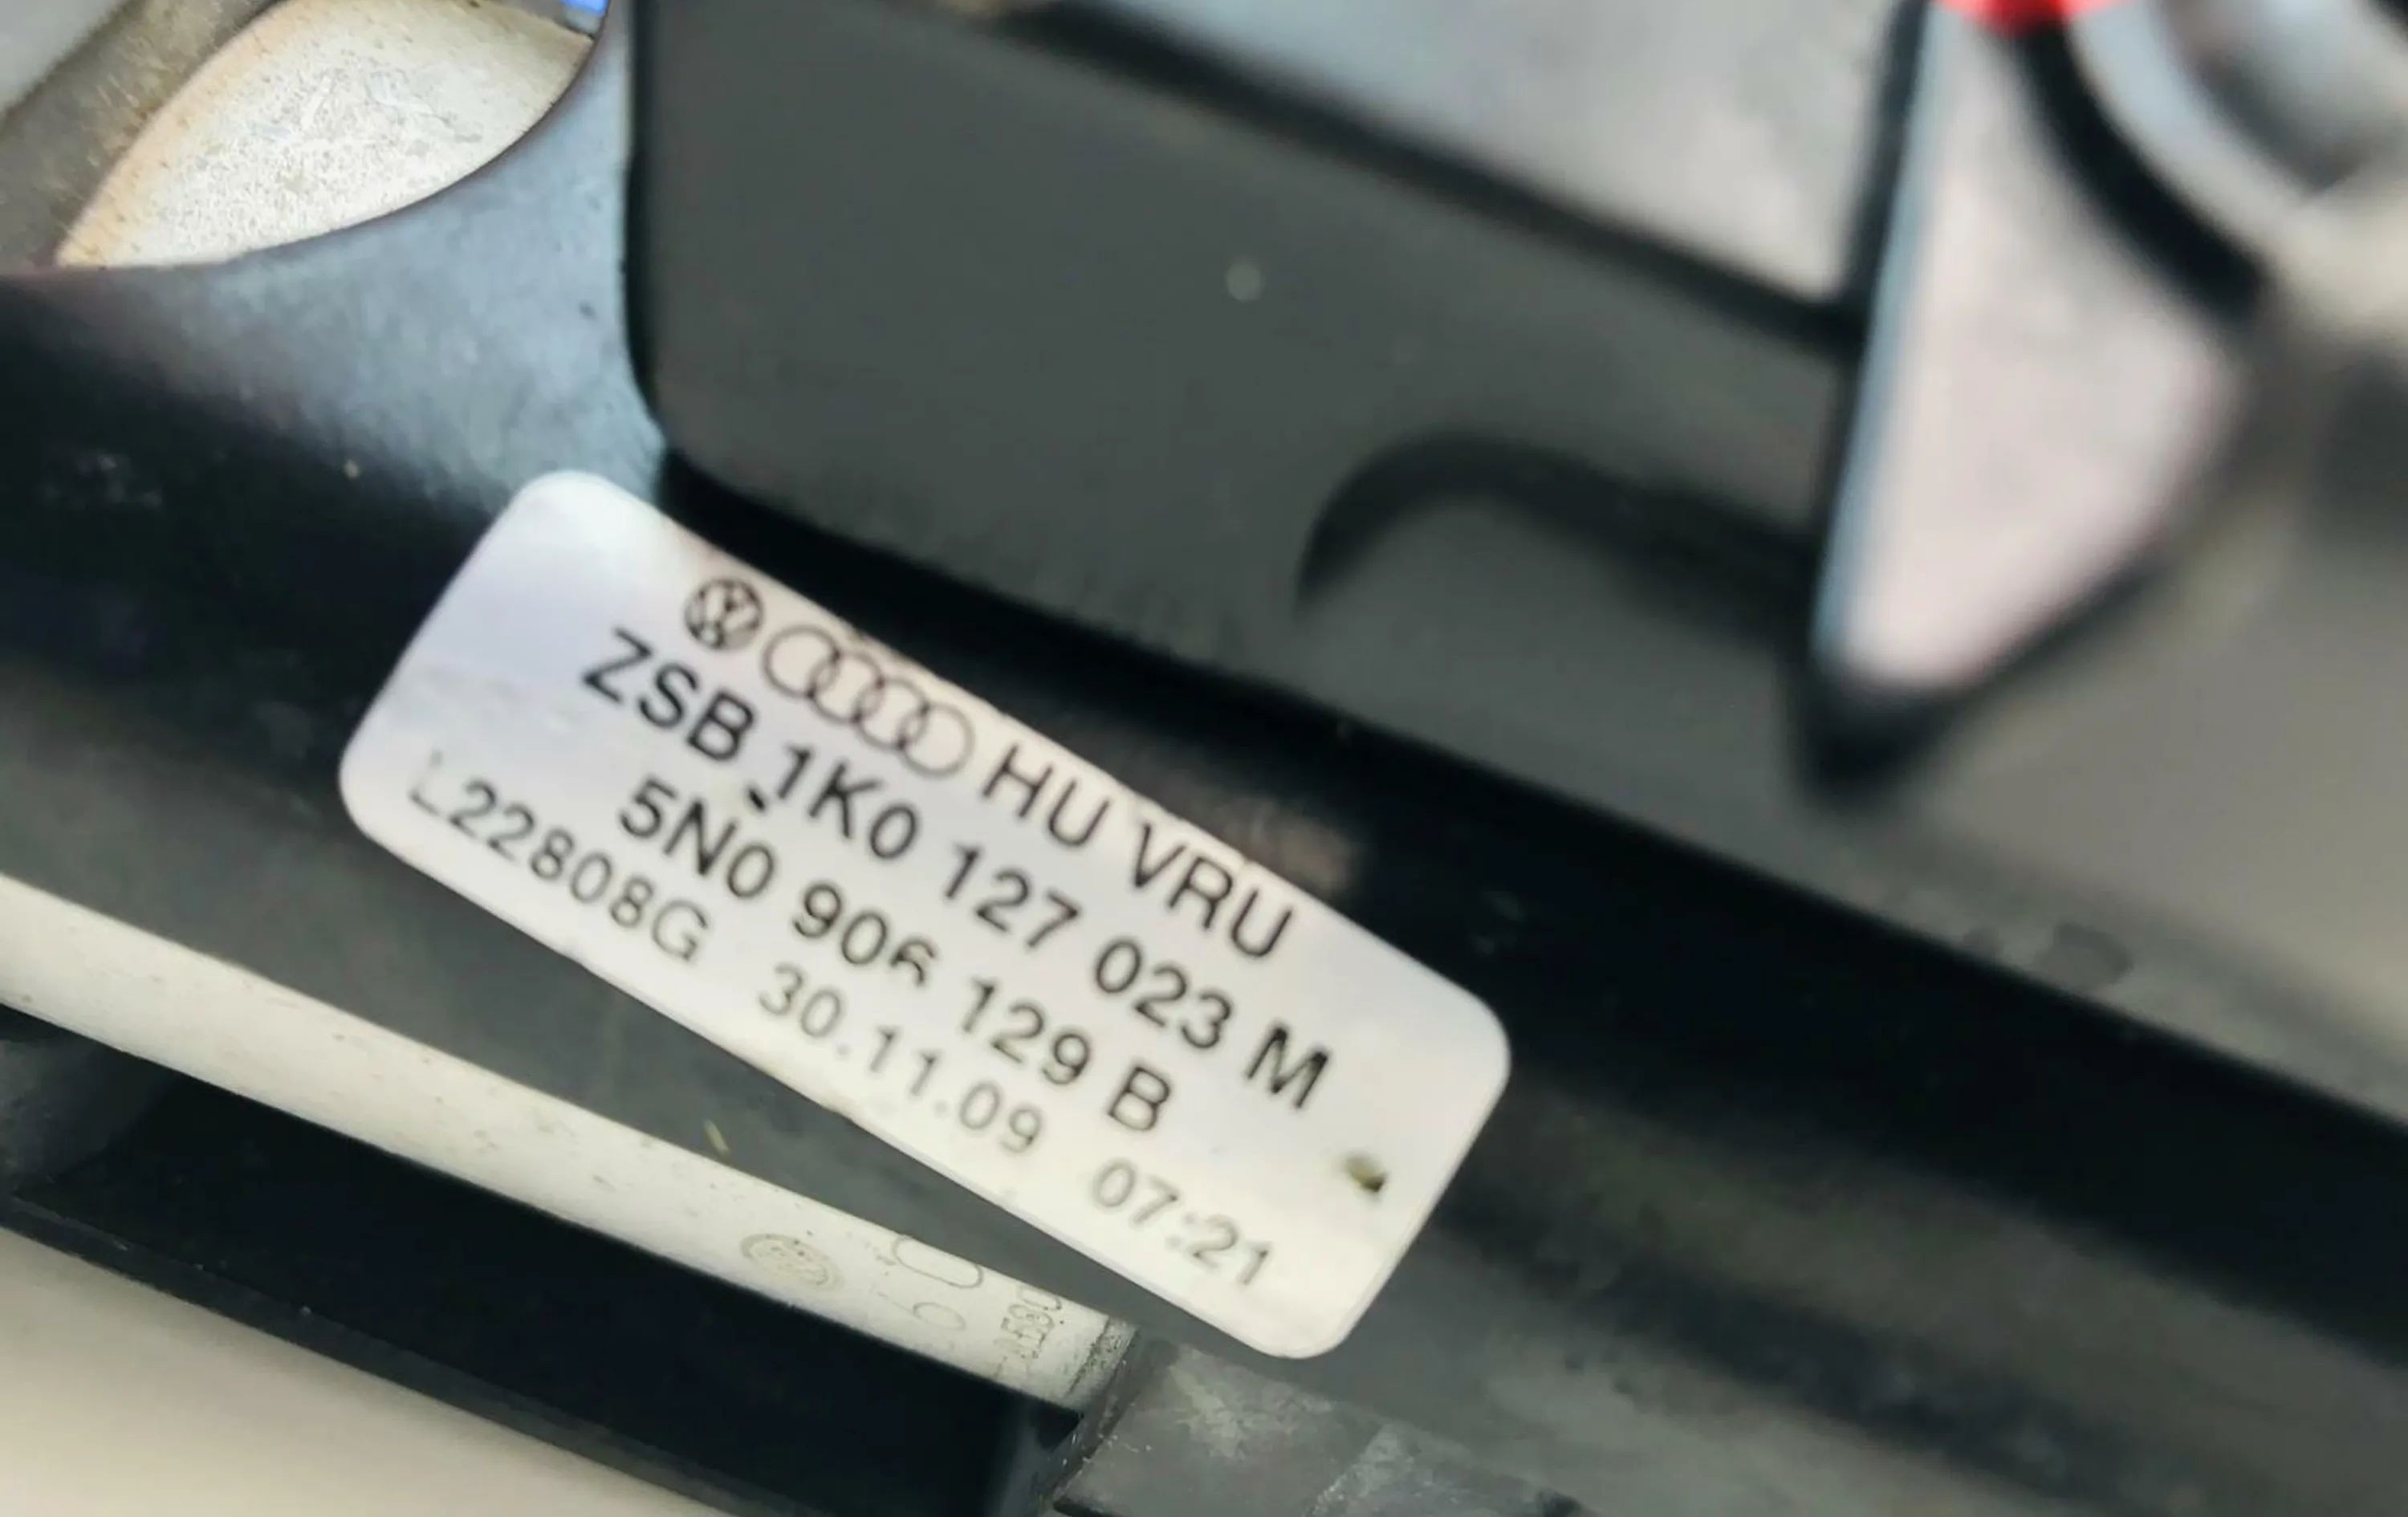 HU VRU
ZSB 1K0 127 023 M
5N0 906 129 B
L22808G 30.11.09 07:21